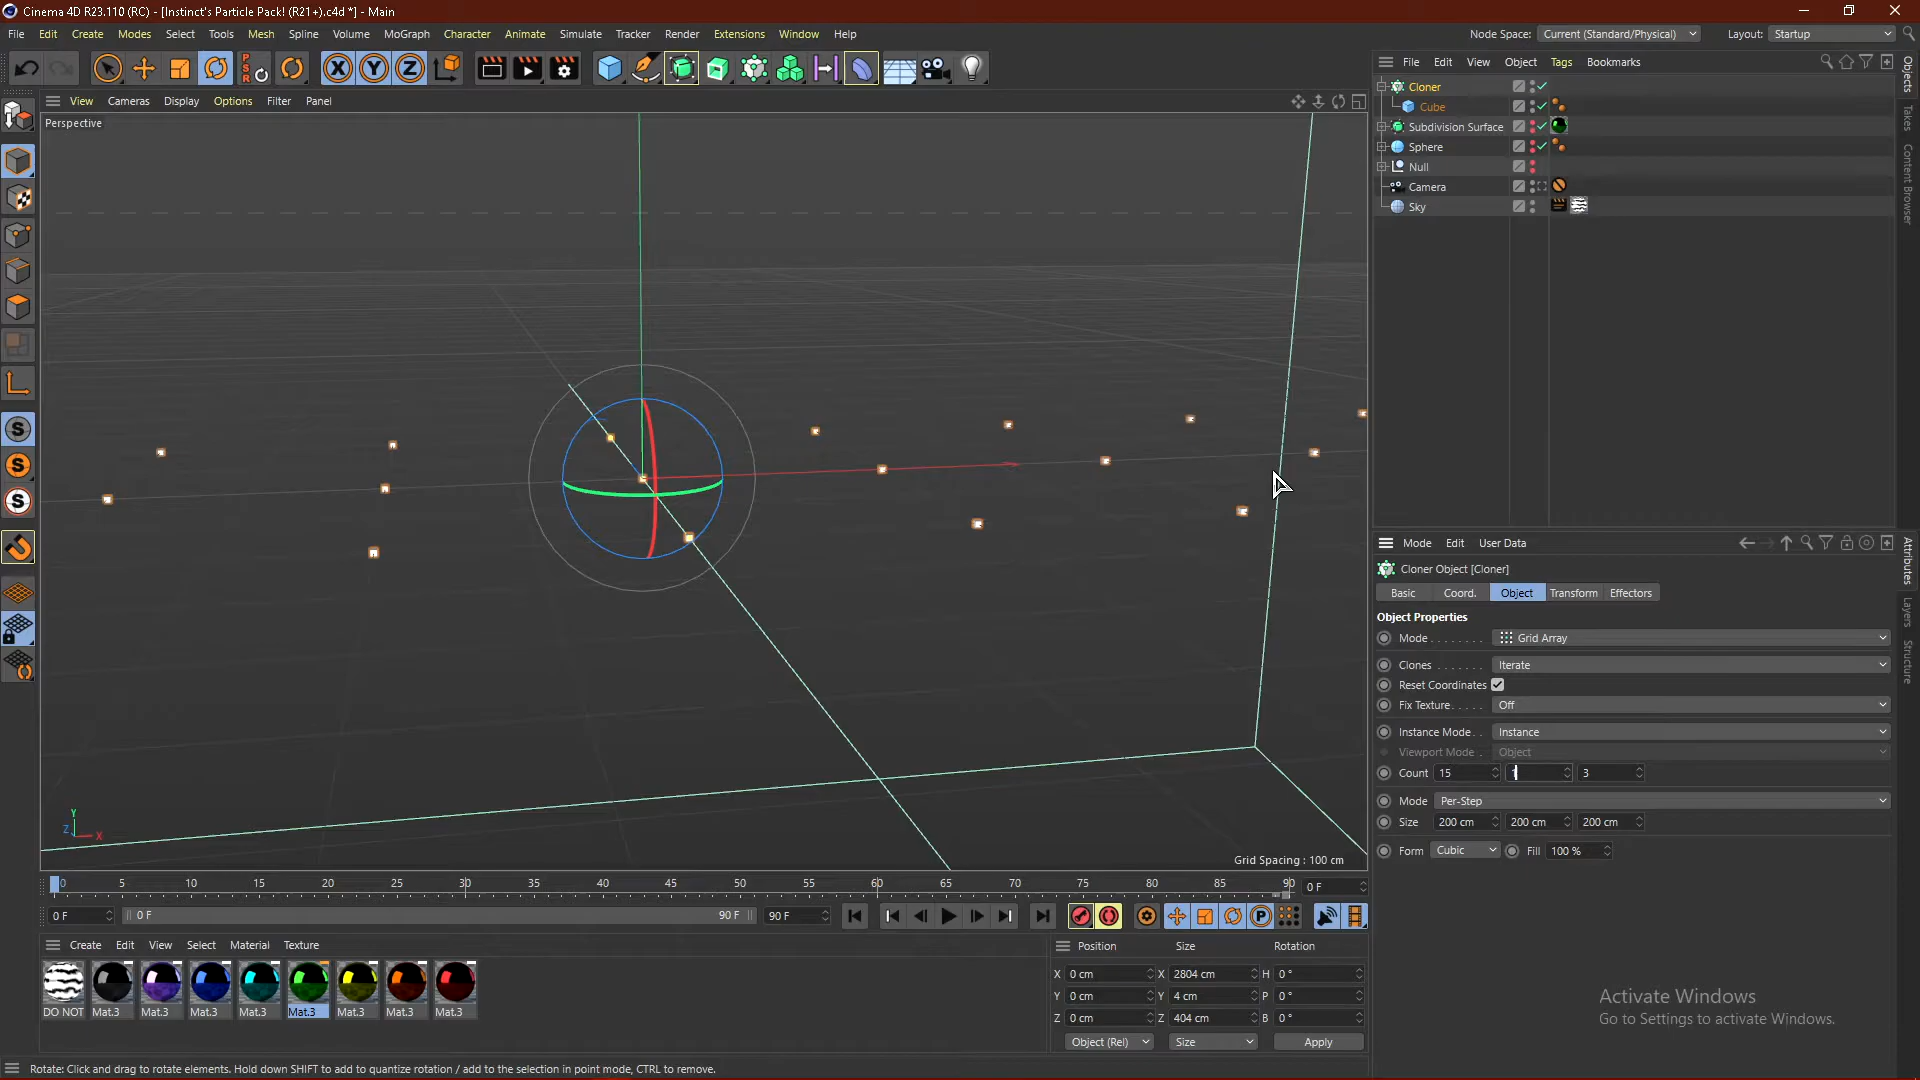 Cinema 4D R23.110 (RC) - [Instinct's Particle Pack! (R21+).c4d *] - Main
File Edit Create Modes Select Tools Mesh Spline Volume MoGraph Character Animate Simulate Tracker Render Extensions Window Help
Node Space: Current (Standard/Physical) Layout: Startup
PSR
X Y Z
File Edit View Object Tags Bookmarks
View Cameras Display Options Filter Panel
Perspective
Cloner
Cube
Subdivision Surface
Sphere
Null
Camera
Sky
Objects
Takes
Content Browser
S
S
S
Mode Edit User Data
Cloner Object [Cloner]
Basic Coord. Object Transform Effectors
Object Properties
Mode . . . . . . . Grid Array
Clones . . . . . . Iterate
Reset Coordinates
Fix Texture. . . . . Off
Instance Mode. . Instance
Viewport Mode . Object
Count 15 1 3
Mode Per-Step
Size 200 cm 200 cm 200 cm
Form Cubic Fill 100 %
Attributes
Layers
Structure
Y
Z X
Grid Spacing : 100 cm
0 5 10 15 20 25 30 35 40 45 50 55 60 65 70 75 80 85 90 0 F
0 F 0 F 90 F 90 F
P
Create Edit View Select Material Texture
DO NOT Mat.3 Mat.3 Mat.3 Mat.3 Mat.3 Mat.3 Mat.3 Mat.3
Position Size Rotation
X 0 cm X 2804 cm H 0 °
Y 0 cm Y 4 cm P 0 °
Z 0 cm Z 404 cm B 0 °
Object (Rel) Size Apply
Activate Windows
Go to Settings to activate Windows.
Rotate: Click and drag to rotate elements. Hold down SHIFT to add to quantize rotation / add to the selection in point mode, CTRL to remove.